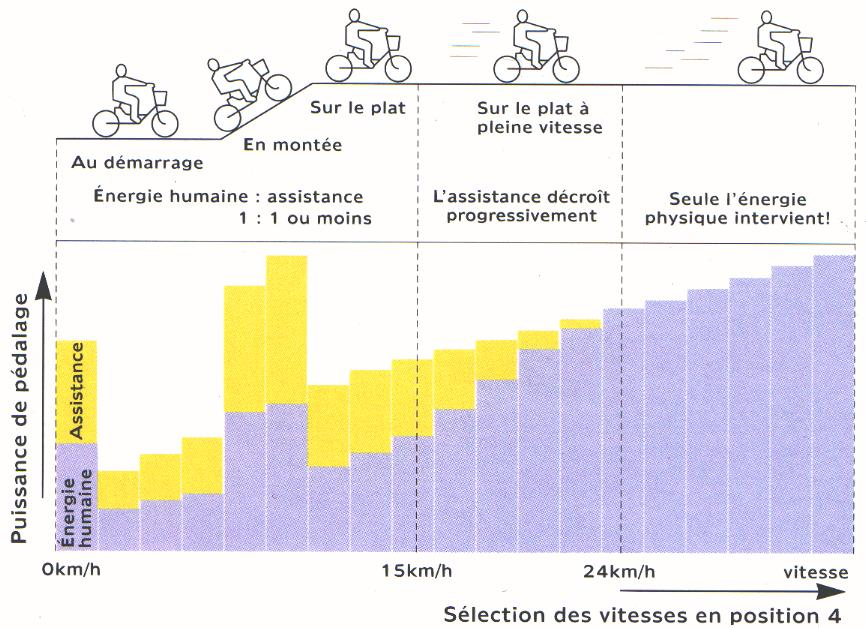 Au démarrage
En montée
Sur le plat
Sur le plat à
pleine vitesse
Énergie humaine : assistance
1 : 1 ou moins
L'assistance décroît
progressivement
Seule l'énergie
physique intervient!
Puissance de pédalage
Assistance
Énergie
humaine
0km/h
15km/h
24km/h
vitesse
Sélection des vitesses en position 4